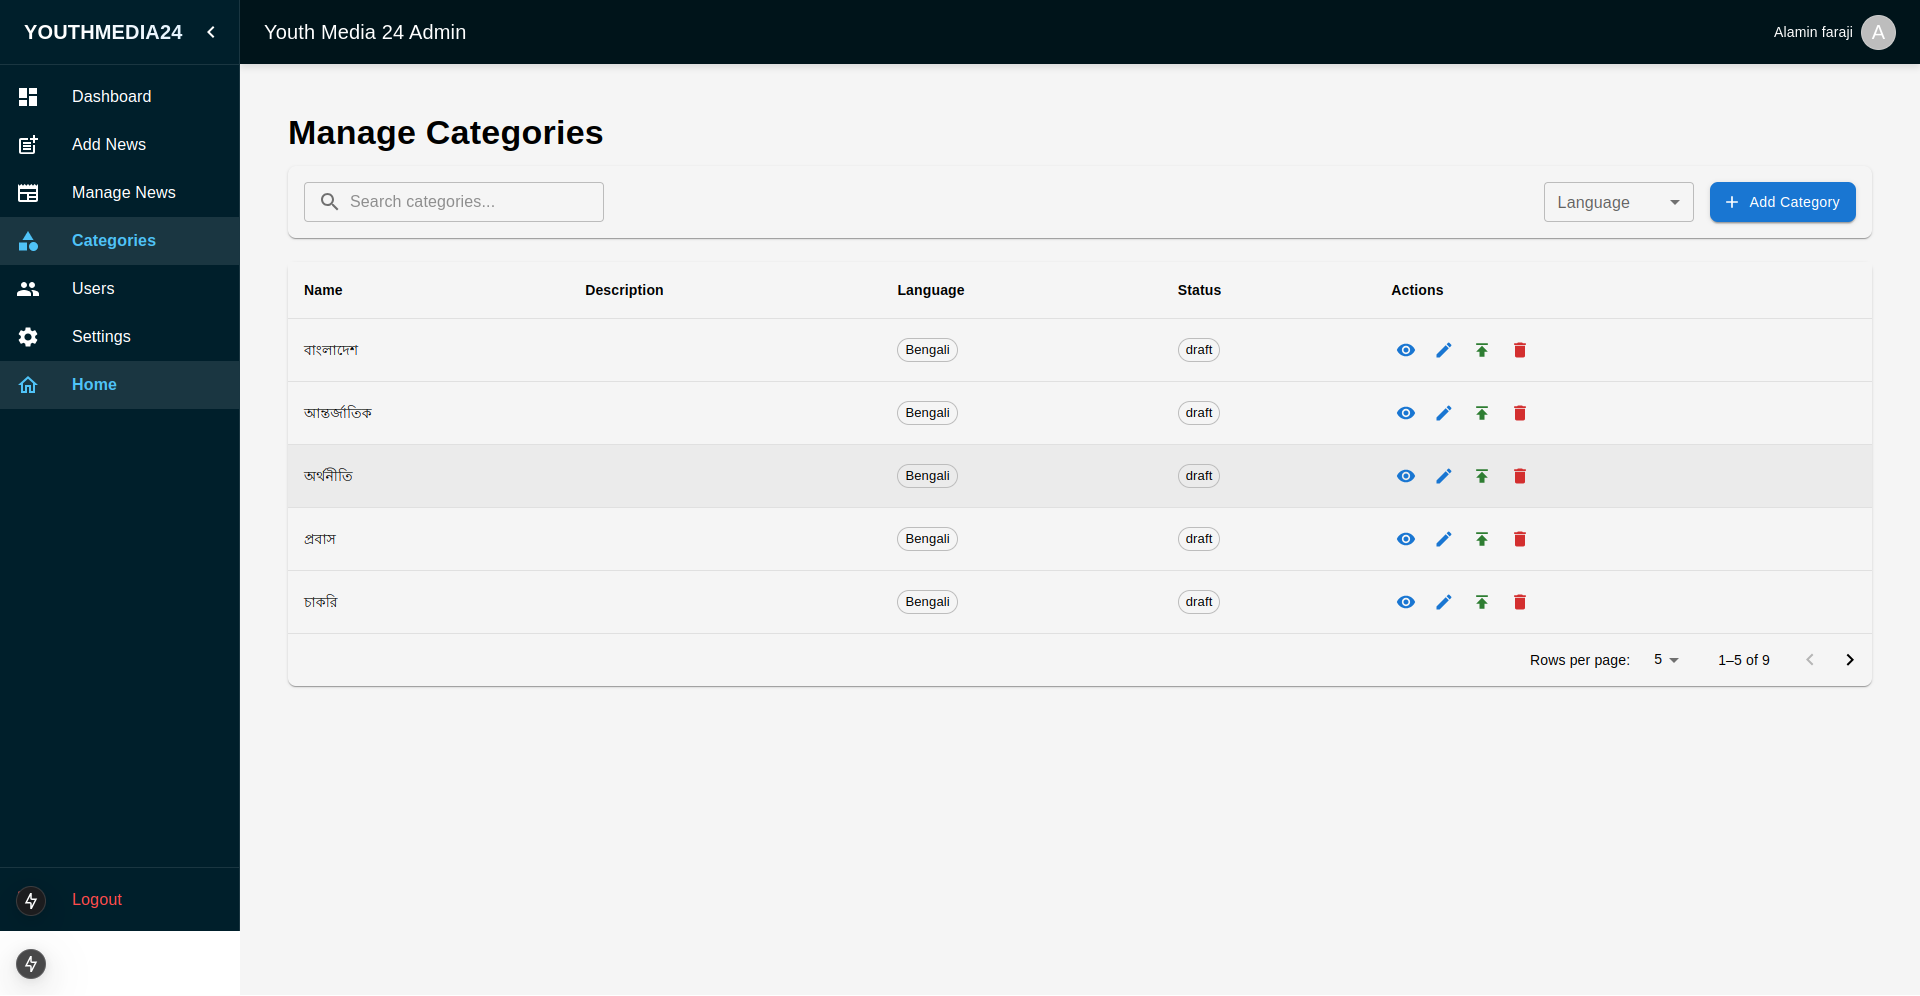 YOUTHMEDIA24
Youth Media 24 Admin
Alamin faraji
A
Dashboard
Add News
Manage News
Categories
Users
Settings
Home
Logout
Manage Categories
Search categories...
Language
Add Category
Name Description Language Status Actions
বাংলাদেশ Bengali draft
আন্তর্জাতিক Bengali draft
অর্থনীতি Bengali draft
প্রবাস Bengali draft
চাকরি Bengali draft
Rows per page: 5 1–5 of 9